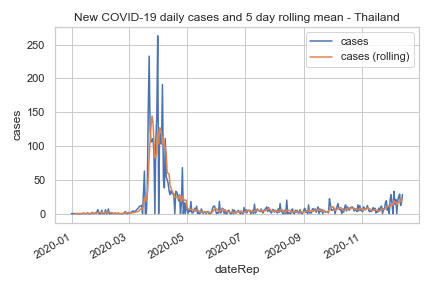 New COVID-19 daily cases and 5 day rolling mean - Thailand
cases
cases (rolling)
250
200
150
100
50
0
cases
2020-01
2020-03
2020-05
2020-07
2020-09
2020-11
dateRep